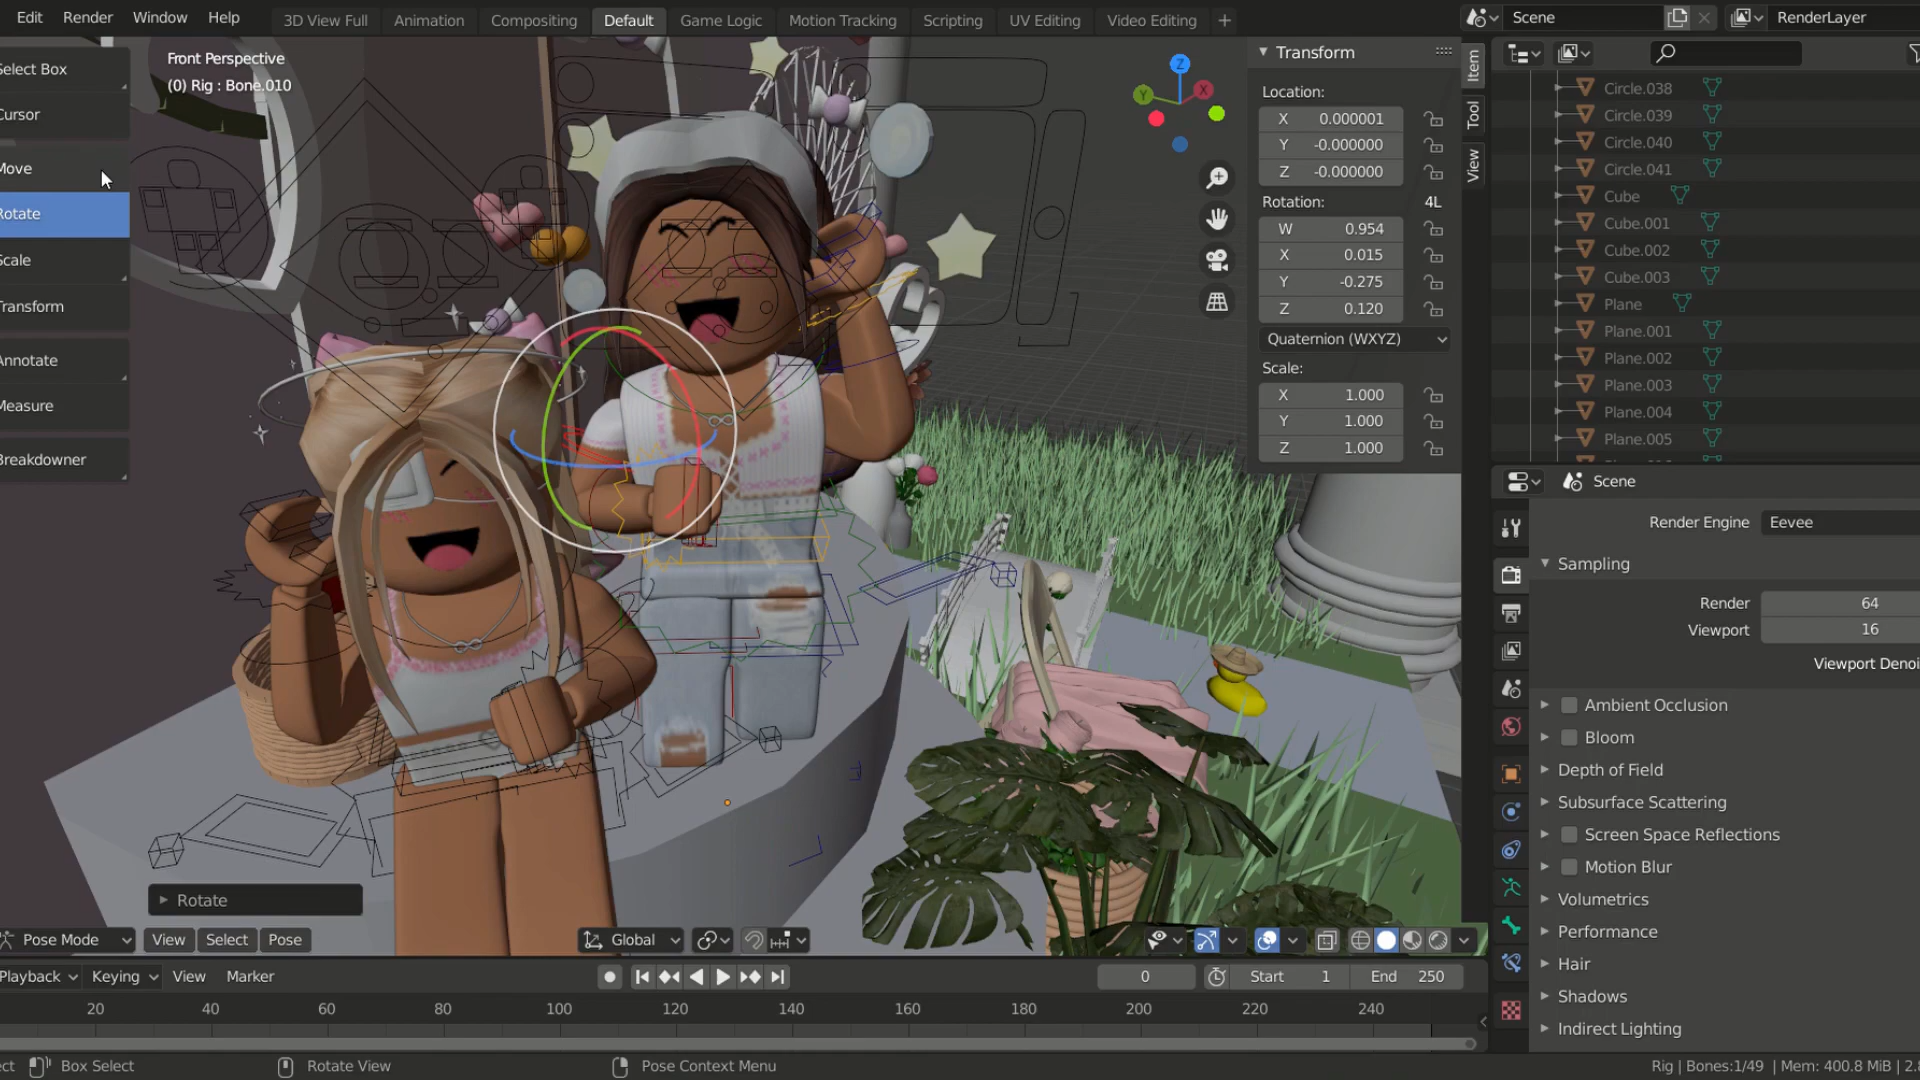 Edit Render Window Help 3D View Full Animation Compositing Default Game Logic Motion Tracking Scripting UV Editing Video Editing + Scene RenderLayer
Select Box
Cursor
Move
Rotate
Scale
Transform
Annotate
Measure
Breakdowner
Front Perspective
(0) Rig : Bone.010
Z
Y
X
Transform
Location:
X 0.000001
Y -0.000000
Z -0.000000
Rotation: 4L
W 0.954
X 0.015
Y -0.275
Z 0.120
Quaternion (WXYZ)
Scale:
X 1.000
Y 1.000
Z 1.000
Item
Tool
View
Circle.038
Circle.039
Circle.040
Circle.041
Cube
Cube.001
Cube.002
Cube.003
Plane
Plane.001
Plane.002
Plane.003
Plane.004
Plane.005
Scene
Render Engine Eevee
Sampling
Render 64
Viewport 16
Viewport Denoi
Ambient Occlusion
Bloom
Depth of Field
Subsurface Scattering
Screen Space Reflections
Motion Blur
Volumetrics
Performance
Hair
Shadows
Indirect Lighting
Rotate
Pose Mode View Select Pose Global
Playback Keying View Marker 0 Start 1 End 250
20 40 60 80 100 120 140 160 180 200 220 240
ct Box Select Rotate View Pose Context Menu Rig | Bones:1/49 | Mem: 400.8 MiB | 2.8